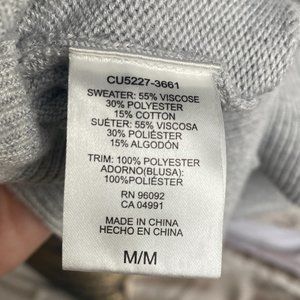 CU5227-3661
SWEATER: 55% VISCOSE
30% POLYESTER
15% COTTON
SUÉTER: 55% VISCOSA
30% POLIÉSTER
15% ALGODÓN
TRIM: 100% POLYESTER
ADORNO(BLUSA):
100%POLIÉSTER
RN 96092
CA 04991
MADE IN CHINA
HECHO EN CHINA
M/M